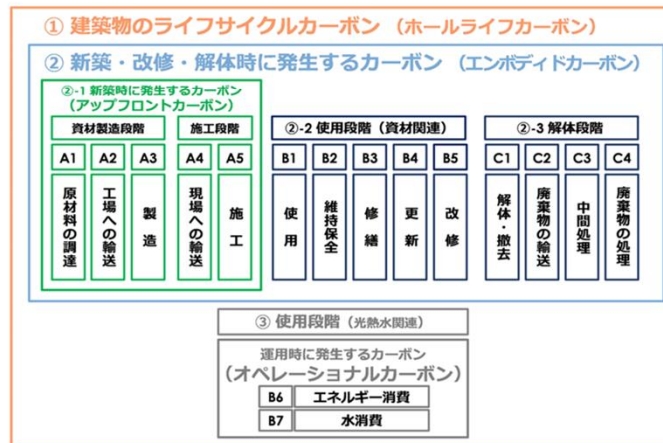 ① 建築物のライフサイクルカーボン（ホールライフカーボン）
② 新築・改修・解体時に発生するカーボン（エンボディドカーボン）
②-1 新築時に発生するカーボン
（アップフロントカーボン）
資材製造段階
施工段階
②-2 使用段階（資材関連）
②-3 解体段階
A1 A2 A3 A4 A5 B1 B2 B3 B4 B5 C1 C2 C3 C4
原材料の調達
工場への輸送
製造
現場への輸送
施工
使用
維持保全
修繕
更新
改修
解体・撤去
廃棄物の輸送
中間処理
廃棄物の処理
③ 使用段階（光熱水関連）
運用時に発生するカーボン
（オペレーショナルカーボン）
B6 エネルギー消費
B7 水消費